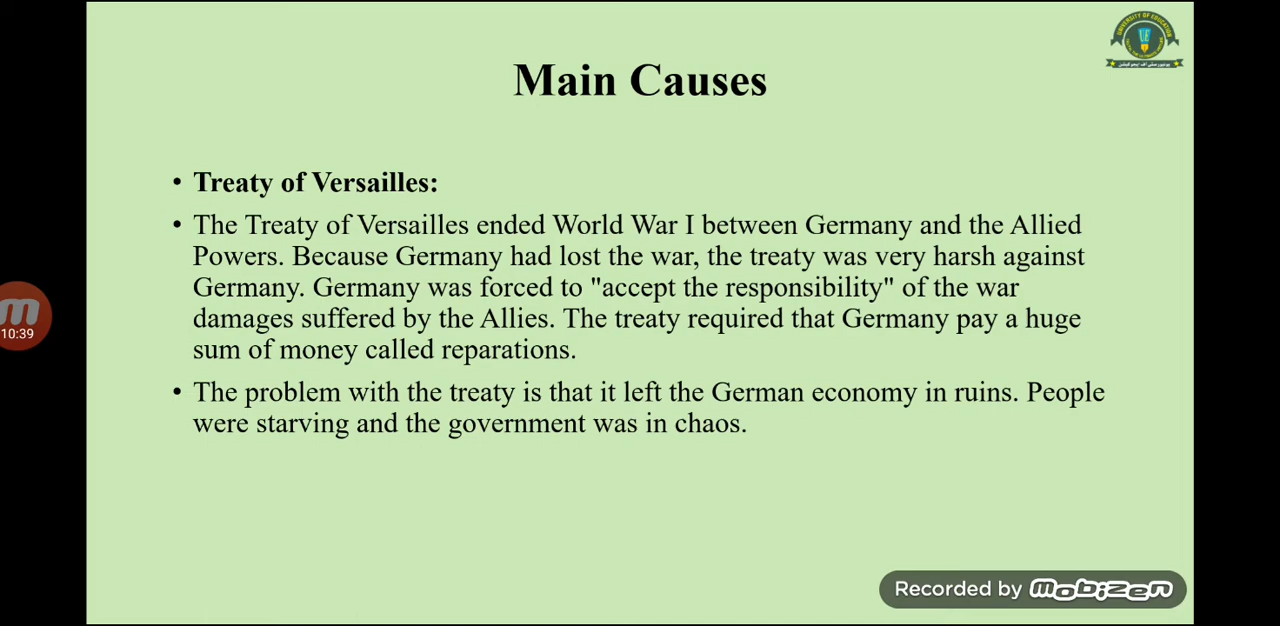 UNIVERSITY OF EDUCATION
Main Causes
• Treaty of Versailles:
• The Treaty of Versailles ended World War I between Germany and the Allied
Powers. Because Germany had lost the war, the treaty was very harsh against
Germany. Germany was forced to "accept the responsibility" of the war
damages suffered by the Allies. The treaty required that Germany pay a huge
sum of money called reparations.
• The problem with the treaty is that it left the German economy in ruins. People
were starving and the government was in chaos.
m
10:39
Recorded by mobizen